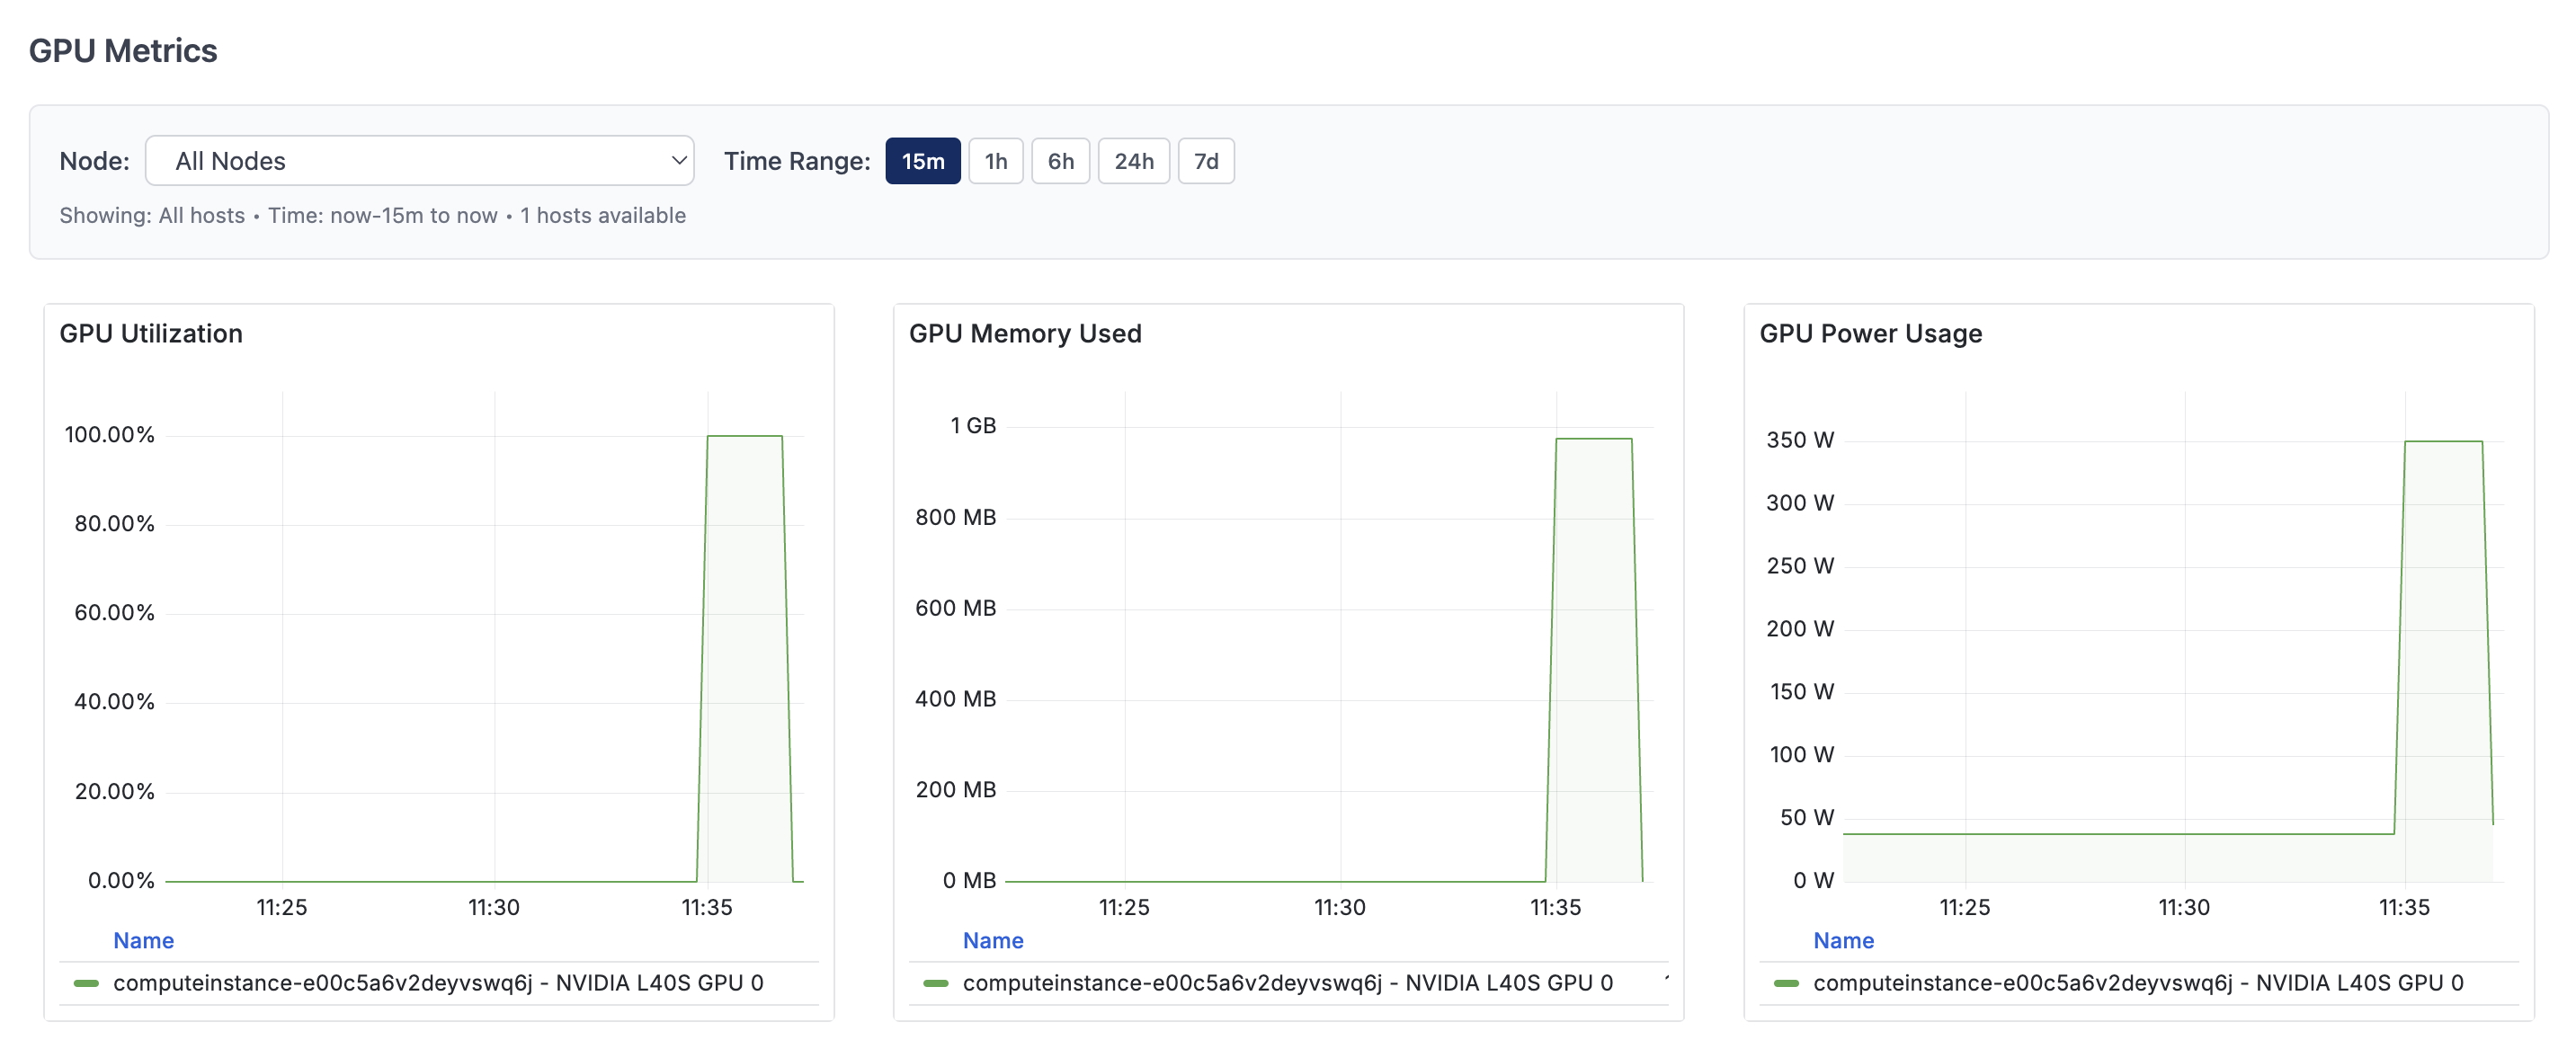 GPU Metrics
Node: All Nodes Time Range: 15m 1h 6h 24h 7d
Showing: All hosts • Time: now-15m to now • 1 hosts available
GPU Utilization
100.00%
80.00%
60.00%
40.00%
20.00%
0.00%
11:25 11:30 11:35
Name
computeinstance-e00c5a6v2deyvswq6j - NVIDIA L40S GPU 0
GPU Memory Used
1 GB
800 MB
600 MB
400 MB
200 MB
0 MB
11:25 11:30 11:35
Name
computeinstance-e00c5a6v2deyvswq6j - NVIDIA L40S GPU 0
GPU Power Usage
350 W
300 W
250 W
200 W
150 W
100 W
50 W
0 W
11:25 11:30 11:35
Name
computeinstance-e00c5a6v2deyvswq6j - NVIDIA L40S GPU 0